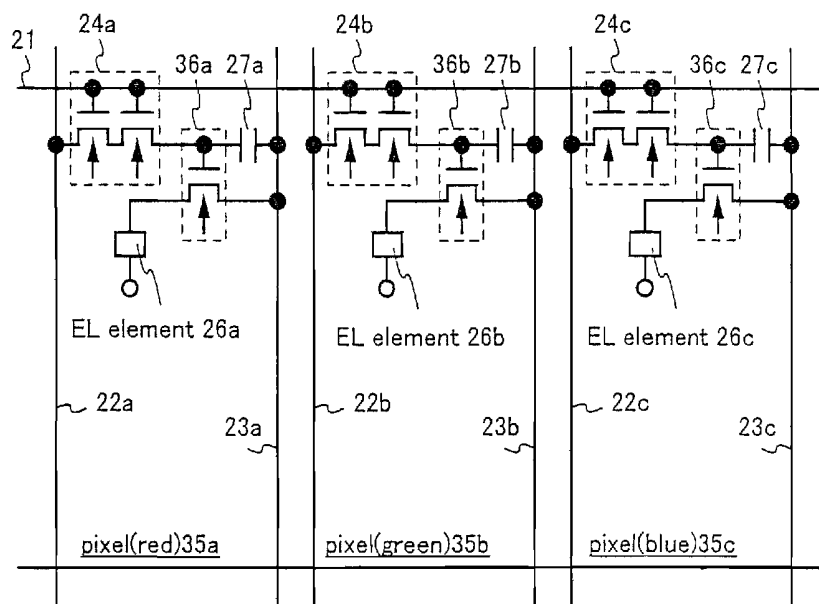 24a
24b
24c
21
36a
27a
36b
27b
36c
27c
EL element 26a
EL element 26b
EL element 26c
22a
22b
22c
23a
23b
23c
pixel(red)35a
pixel(green)35b
pixel(blue)35c